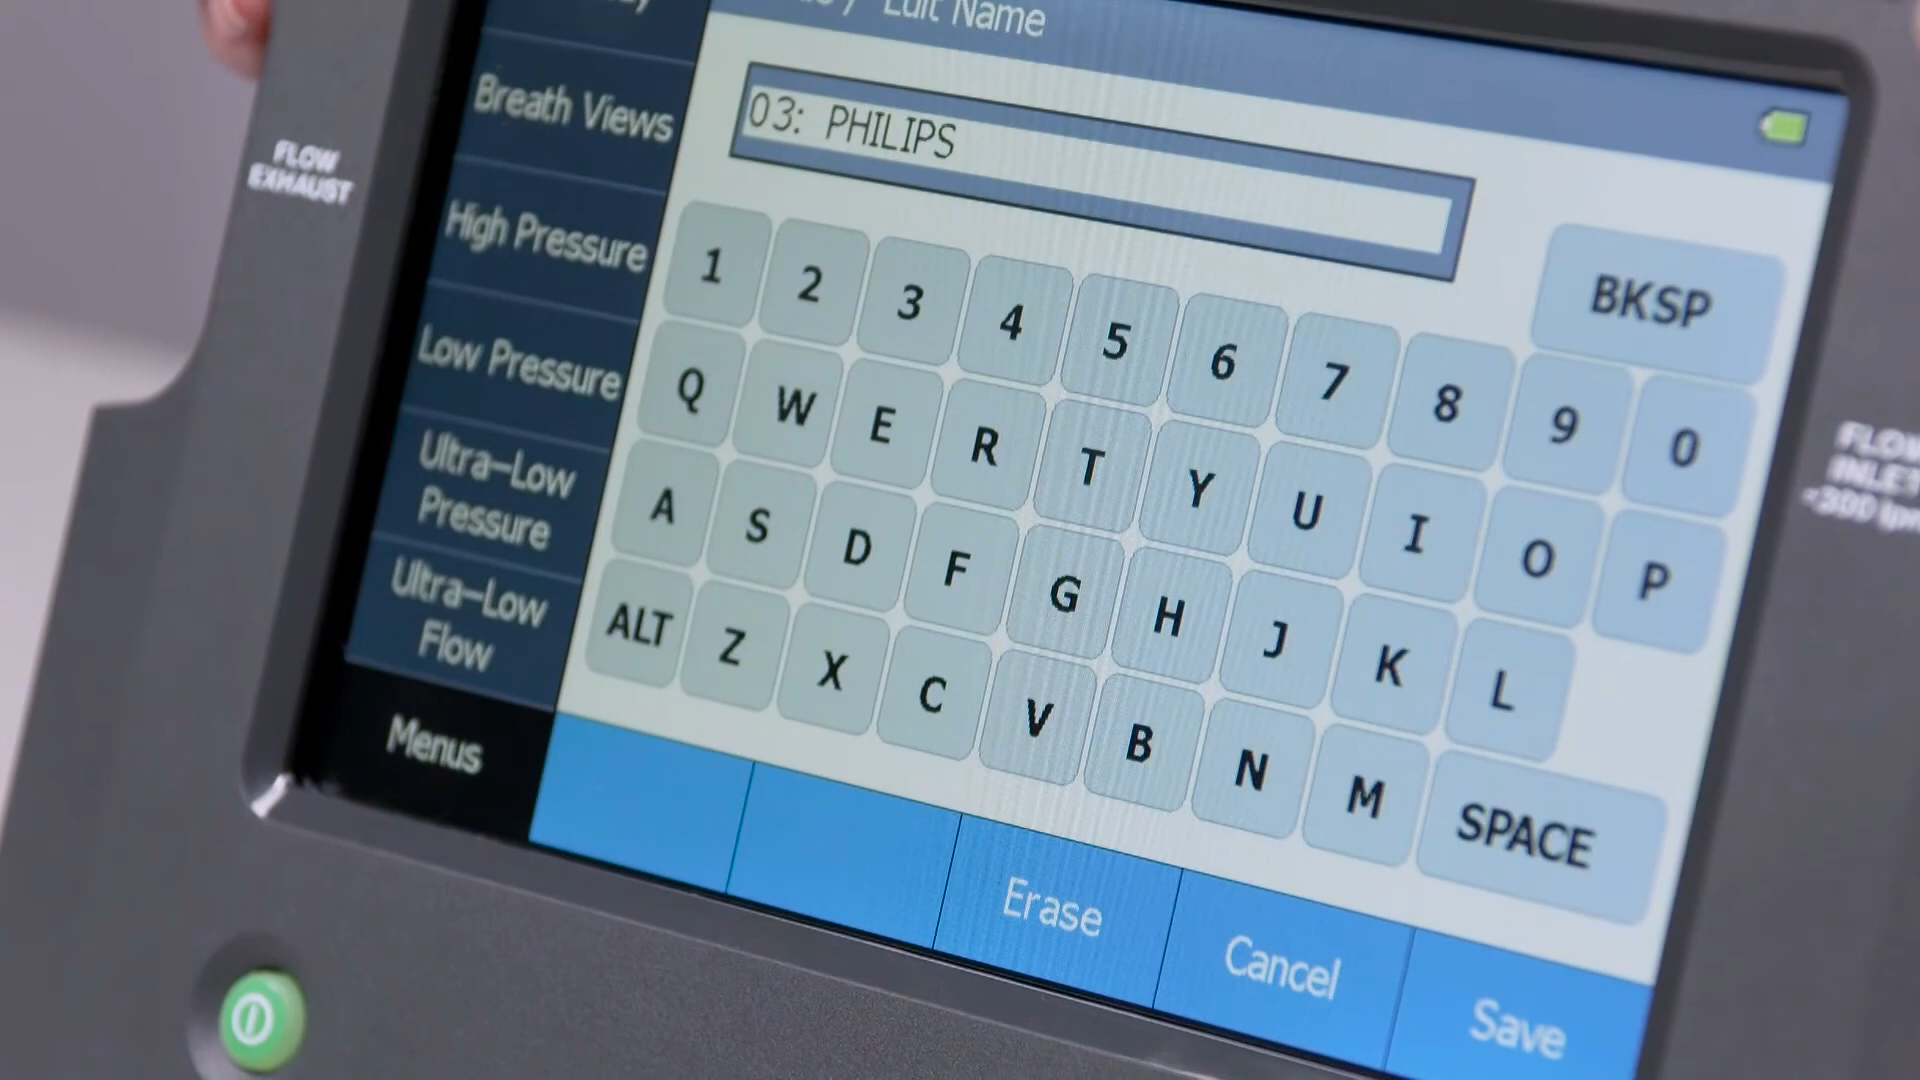 Edit Name
Breath Views
03: PHILIPS
FLOW
EXHAUST
High Pressure
BKSP
1 2 3 4 5 6 7 8 9 0
Low Pressure
Q W E R T Y U I O P
Ultra-Low
Pressure
A S D F G H J K L
Ultra-Low
Flow
ALT Z X C V B N M SPACE
Menus
Erase
Cancel
Save
FLOW
INLET